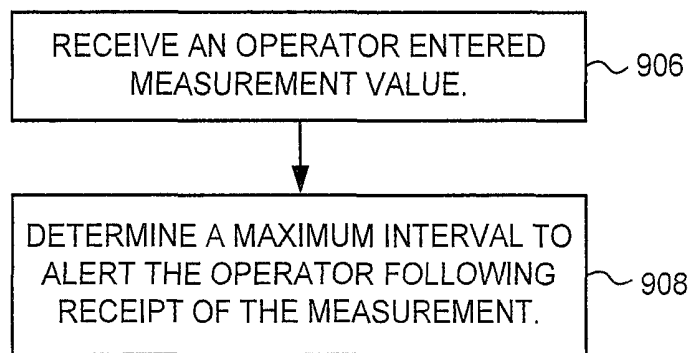 RECEIVE AN OPERATOR ENTERED
MEASUREMENT VALUE.
906
DETERMINE A MAXIMUM INTERVAL TO
ALERT THE OPERATOR FOLLOWING
RECEIPT OF THE MEASUREMENT.
908